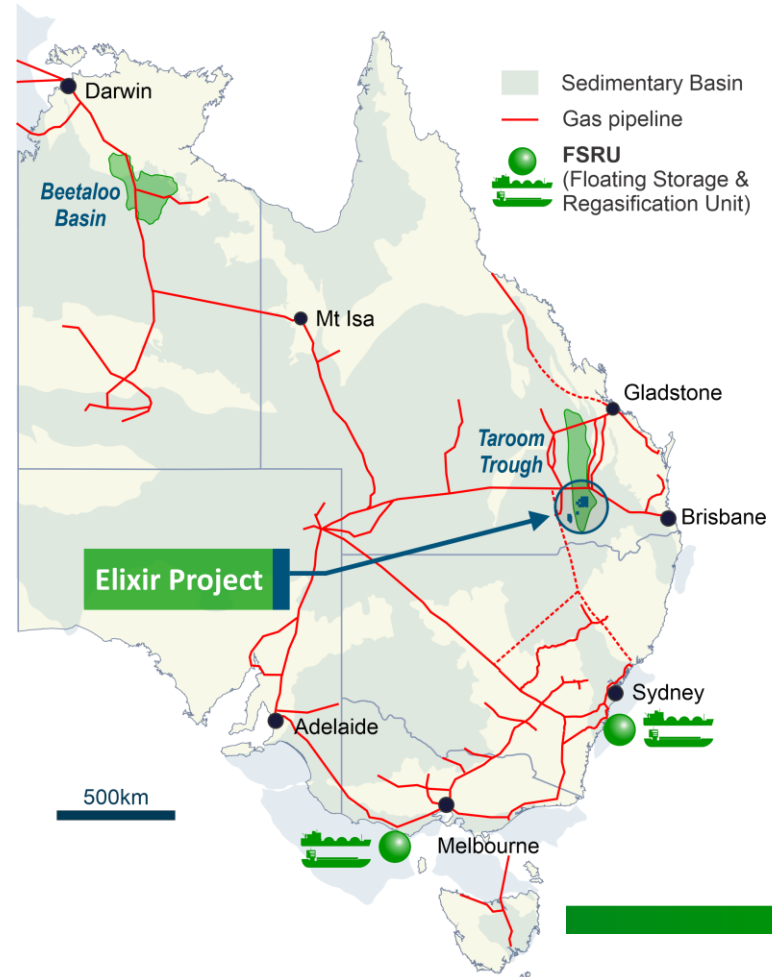 Darwin
Sedimentary Basin
Gas pipeline
FSRU
(Floating Storage &
Regasification Unit)
Beetaloo
Basin
Mt Isa
Gladstone
Taroom
Trough
Brisbane
Elixir Project
Sydney
Adelaide
500km
Melbourne